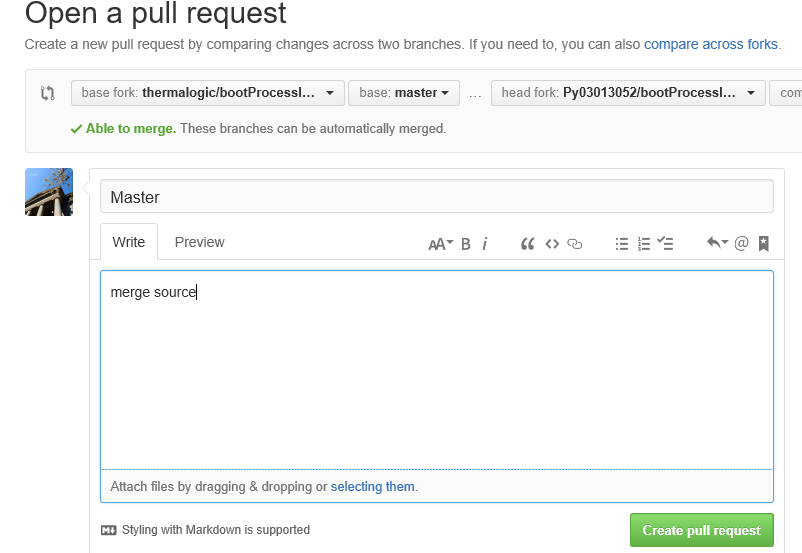 Open a pull request
Create a new pull request by comparing changes across two branches. If you need to, you can also compare across forks.
base fork: thermalogic/bootProcessI... base: master ... head fork: Py03013052/bootProcessI... com
Able to merge. These branches can be automatically merged.
Master
Write Preview AA B i “ <> @
merge source
Attach files by dragging & dropping or selecting them.
M↓ Styling with Markdown is supported
Create pull request